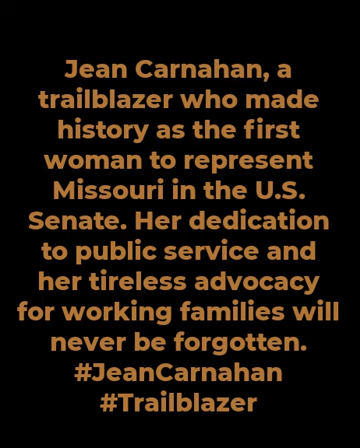 Jean Carnahan, a
trailblazer who made
history as the first
woman to represent
Missouri in the U.S.
Senate. Her dedication
to public service and
her tireless advocacy
for working families will
never be forgotten.
#JeanCarnahan
#Trailblazer